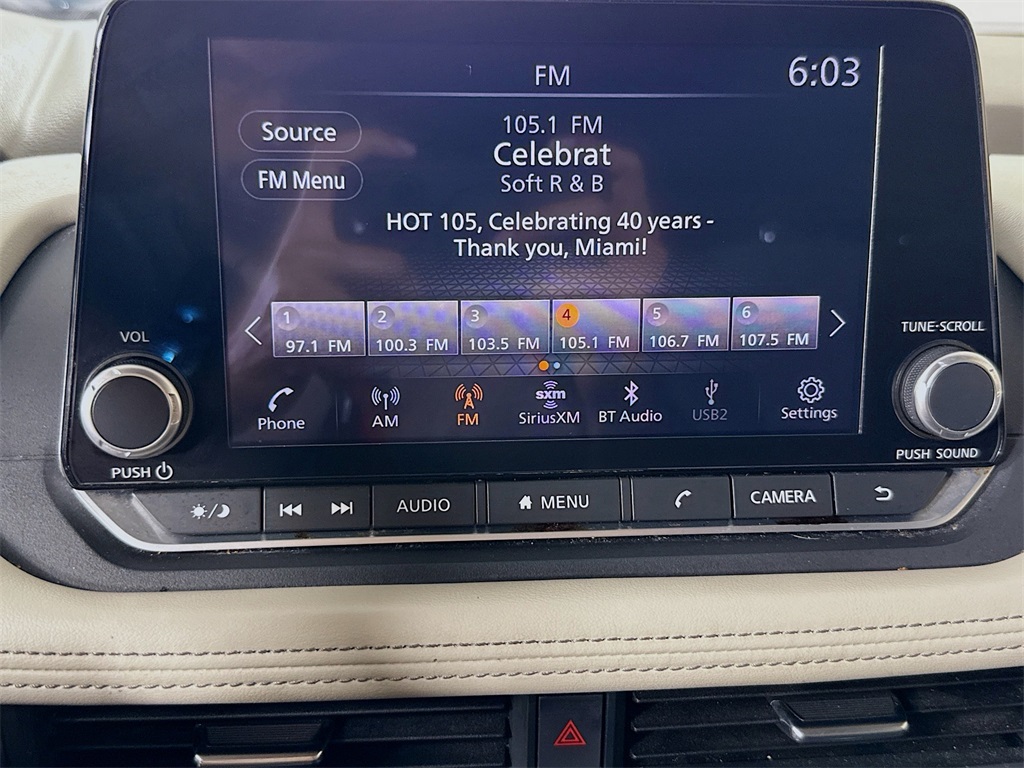 FM
6:03
Source
105.1 FM
Celebrat
FM Menu
Soft R & B
HOT 105, Celebrating 40 years -
Thank you, Miami!
1
2
3
4
5
6
97.1 FM
100.3 FM
103.5 FM
105.1 FM
106.7 FM
107.5 FM
VOL
TUNE·SCROLL
Phone
AM
FM
sxm
SiriusXM
BT Audio
USB2
Settings
PUSH
PUSH SOUND
AUDIO
MENU
CAMERA